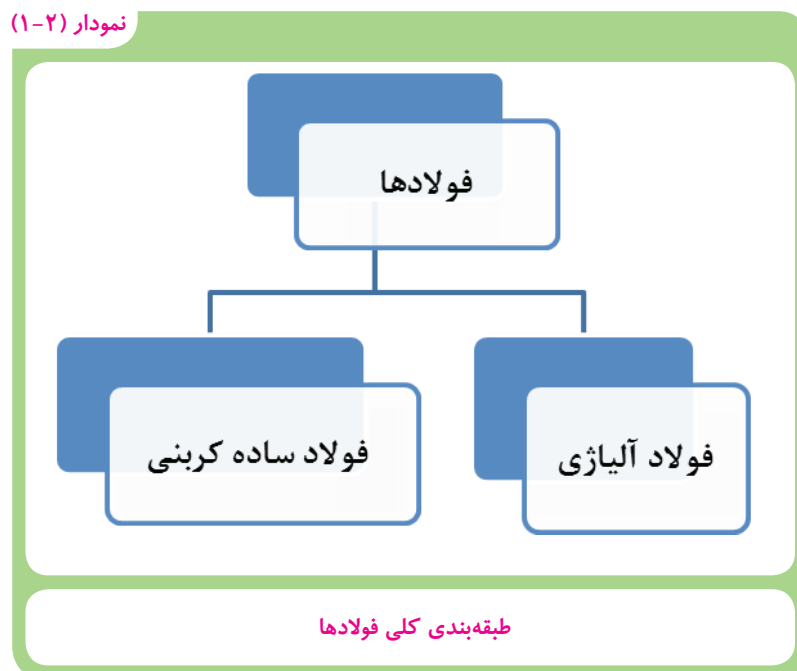 نمودار (۲-۱)
فولادها
فولاد آلیاژی
فولاد ساده کربنی
طبقه‌بندی کلی فولادها